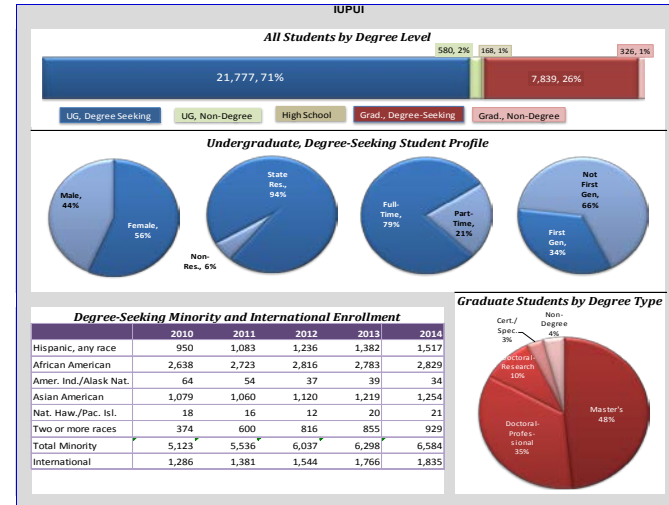 IUPUI
All Students by Degree Level
580, 2%
168, 1%
326, 1%
21,777, 71%
7,839, 26%
UG, Degree Seeking
UG, Non-Degree
High School
Grad., Degree-Seeking
Grad., Non-Degree
Undergraduate, Degree-Seeking Student Profile
Male,
44%
Female,
56%
State
Res.,
94%
Non-
Res., 6%
Full-
Time,
79%
Part-
Time,
21%
Not
First
Gen,
66%
First
Gen,
34%
Degree-Seeking Minority and International Enrollment
2010 2011 2012 2013 2014
Hispanic, any race 950 1,083 1,236 1,382 1,517
African American 2,638 2,723 2,816 2,783 2,829
Amer. Ind./Alask Nat. 64 54 37 39 34
Asian American 1,079 1,060 1,120 1,219 1,254
Nat. Haw./Pac. Isl. 18 16 12 20 21
Two or more races 374 600 816 855 929
Total Minority 5,123 5,536 6,037 6,298 6,584
International 1,286 1,381 1,544 1,766 1,835
Graduate Students by Degree Type
Cert./
Spec.
3%
Non-
Degree
4%
Doctoral-
Research
10%
Master's
48%
Doctoral-
Profes-
sional
35%